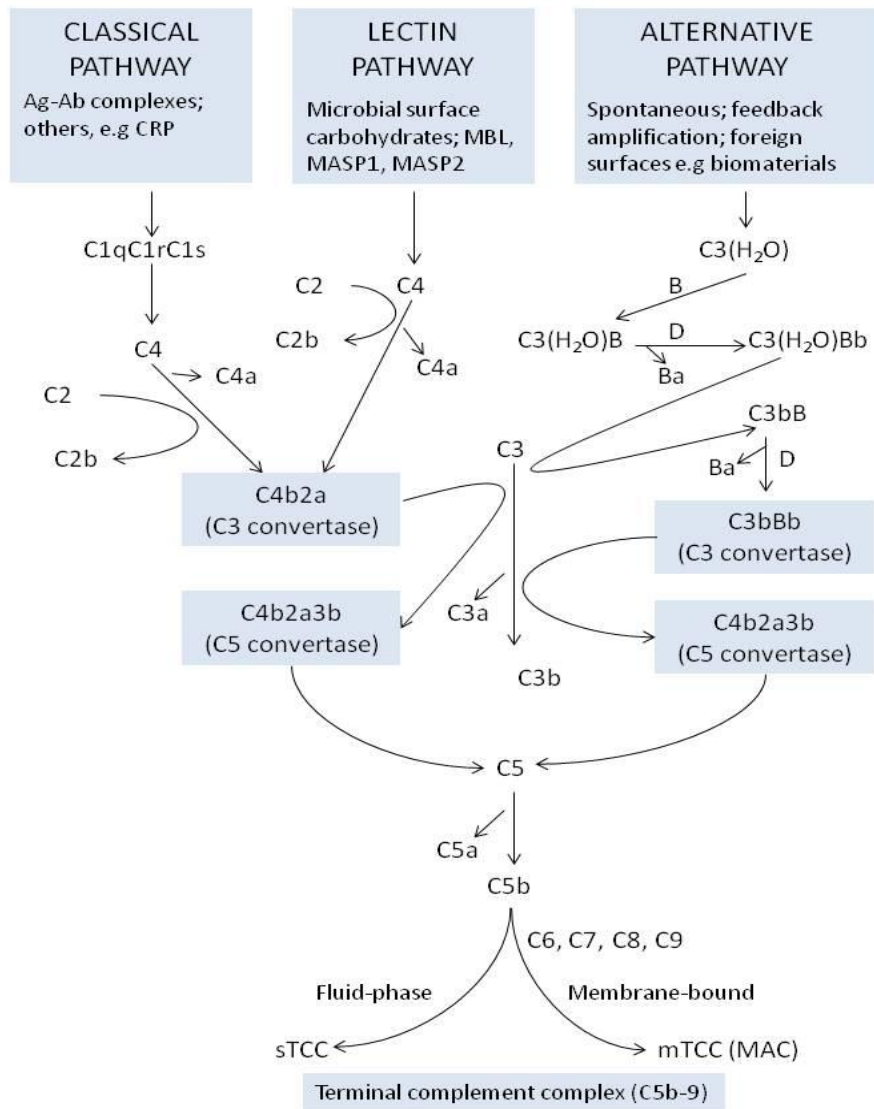 CLASSICAL
PATHWAY
Ag-Ab complexes;
others, e.g CRP
LECTIN
PATHWAY
Microbial surface
carbohydrates; MBL,
MASP1, MASP2
ALTERNATIVE
PATHWAY
Spontaneous; feedback
amplification; foreign
surfaces e.g biomaterials
C1qC1rC1s
C3(H₂O)
C2
C4
B
C2b
C4a
C3(H₂O)B
D
C3(H₂O)Bb
Ba
C4
C4a
C2
C2b
C3
C3bB
Ba
D
C4b2a
(C3 convertase)
C3bBb
(C3 convertase)
C3a
C4b2a3b
(C5 convertase)
C4b2a3b
(C5 convertase)
C3b
C5
C5a
C5b
C6, C7, C8, C9
Fluid-phase
Membrane-bound
sTCC
mTCC (MAC)
Terminal complement complex (C5b-9)